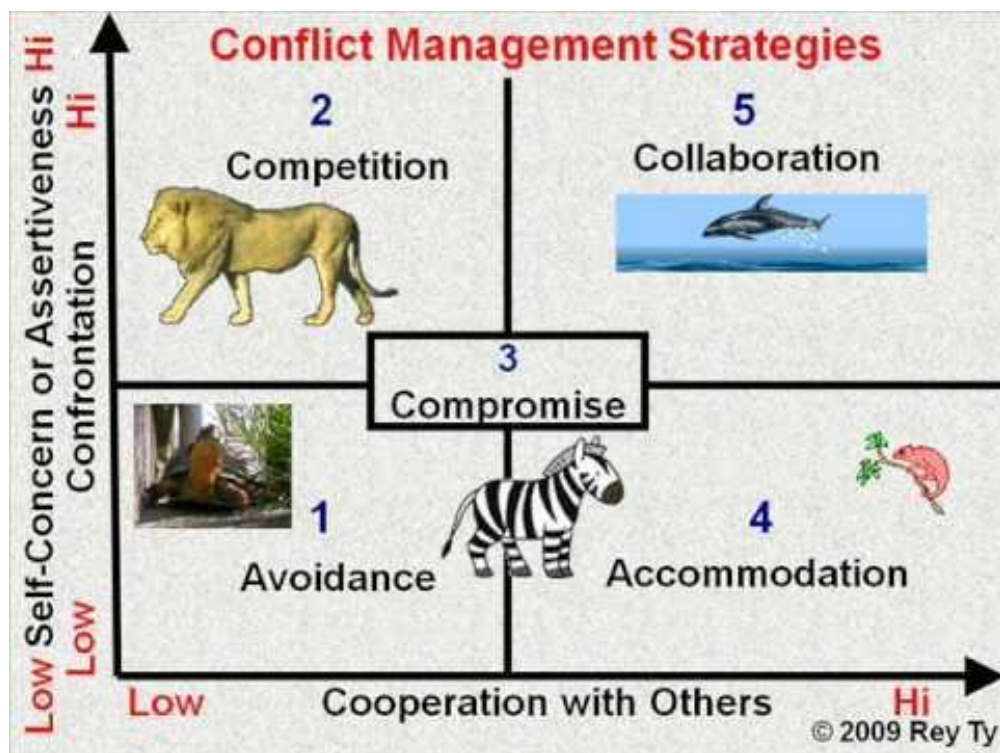 Conflict Management Strategies
Low Self-Concern or Assertiveness Hi
Low Confrontation Hi
2
Competition
5
Collaboration
3
Compromise
1
Avoidance
4
Accommodation
Low Cooperation with Others Hi
© 2009 Rey Ty